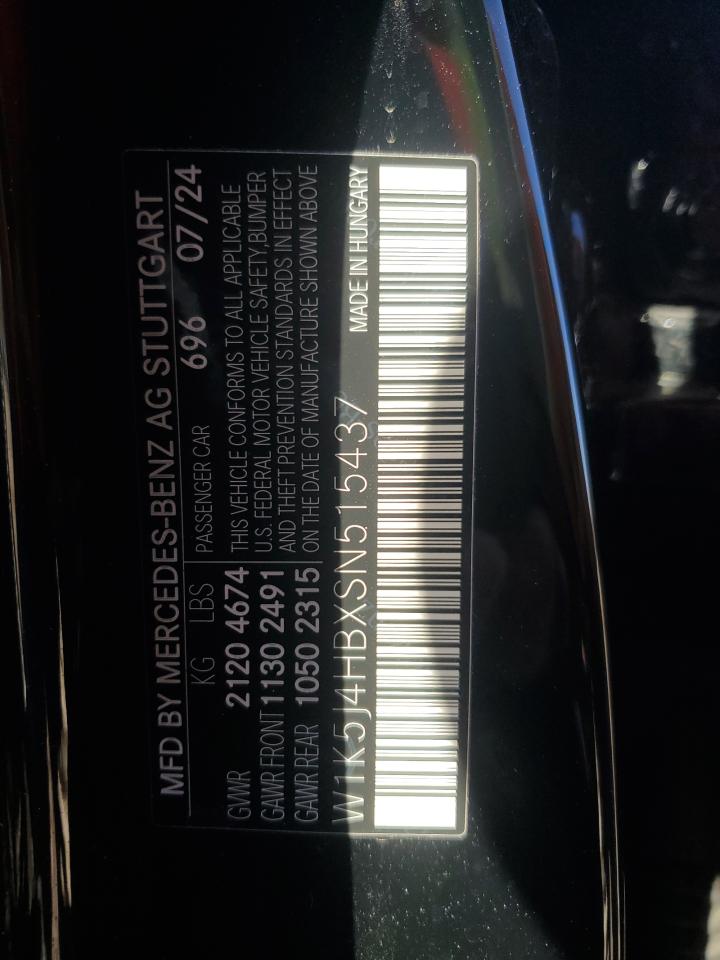 MFD BY MERCEDES-BENZ AG STUTTGART
KG LBS PASSENGER CAR 696 07/24
GVWR 2120 4674
GAWR FRONT 1130 2491
GAWR REAR 1050 2315
THIS VEHICLE CONFORMS TO ALL APPLICABLE
U.S. FEDERAL MOTOR VEHICLE SAFETY,BUMPER
AND THEFT PREVENTION STANDARDS IN EFFECT
ON THE DATE OF MANUFACTURE SHOWN ABOVE
W1K5J4HBXSN515437 MADE IN HUNGARY